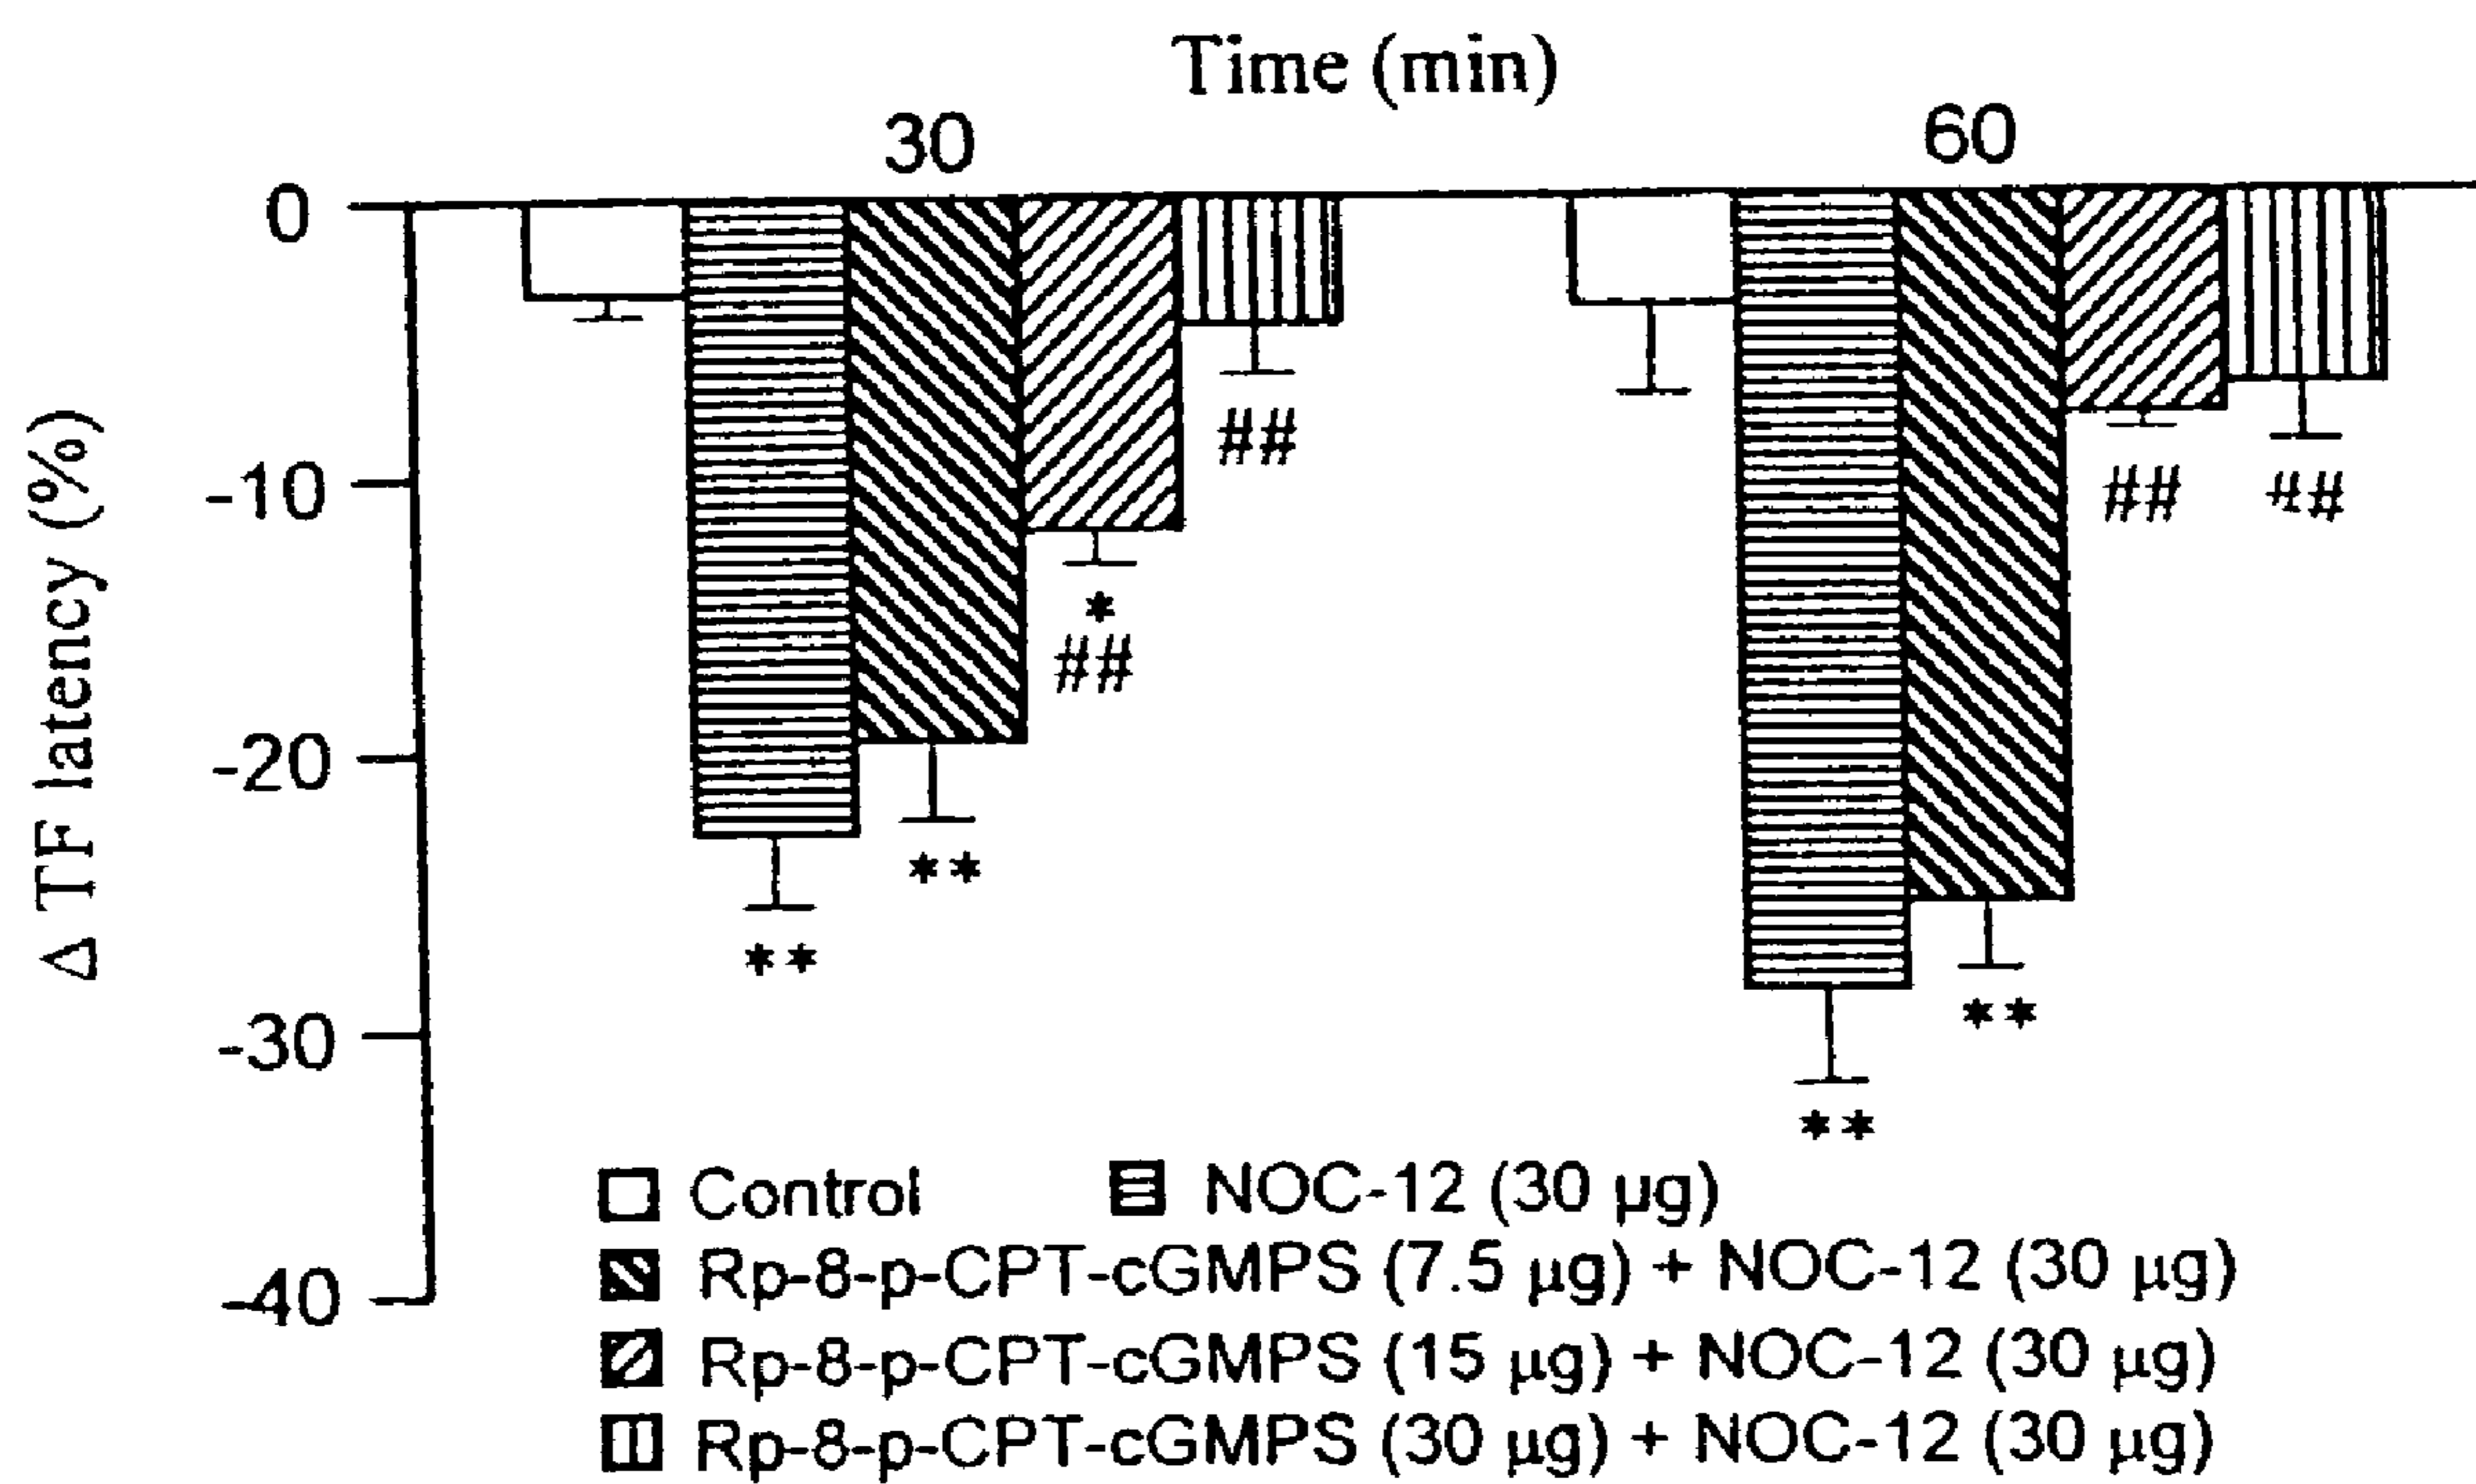 Time (min)
30 60
0
-10
-20
-30
-40
Δ TF latency (%)
##
*
##
**
**
## ##
**
**
Control NOC-12 (30 µg)
Rp-8-p-CPT-cGMPS (7.5 µg) + NOC-12 (30 µg)
Rp-8-p-CPT-cGMPS (15 µg) + NOC-12 (30 µg)
Rp-8-p-CPT-cGMPS (30 µg) + NOC-12 (30 µg)